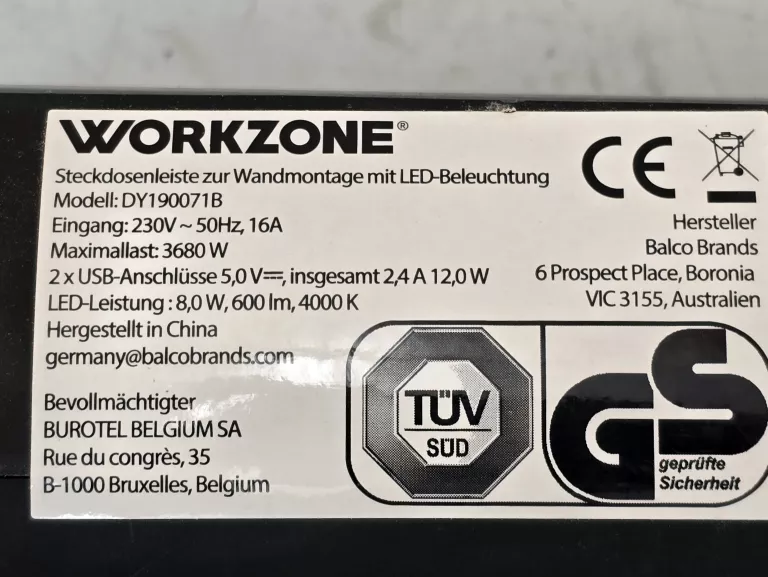 WORKZONE®
Steckdosenleiste zur Wandmontage mit LED-Beleuchtung
Modell: DY190071B
Eingang: 230V ~ 50Hz, 16A
Maximallast: 3680 W
2 x USB-Anschlüsse 5,0 V⎓, insgesamt 2,4 A 12,0 W
LED-Leistung : 8,0 W, 600 lm, 4000 K
Hergestellt in China
germany@balcobrands.com
Bevollmächtigter
BUROTEL BELGIUM SA
Rue du congrès, 35
B-1000 Bruxelles, Belgium
CE
Hersteller
Balco Brands
6 Prospect Place, Boronia
VIC 3155, Australien
TÜV
SÜD
GS
geprüfte
Sicherheit